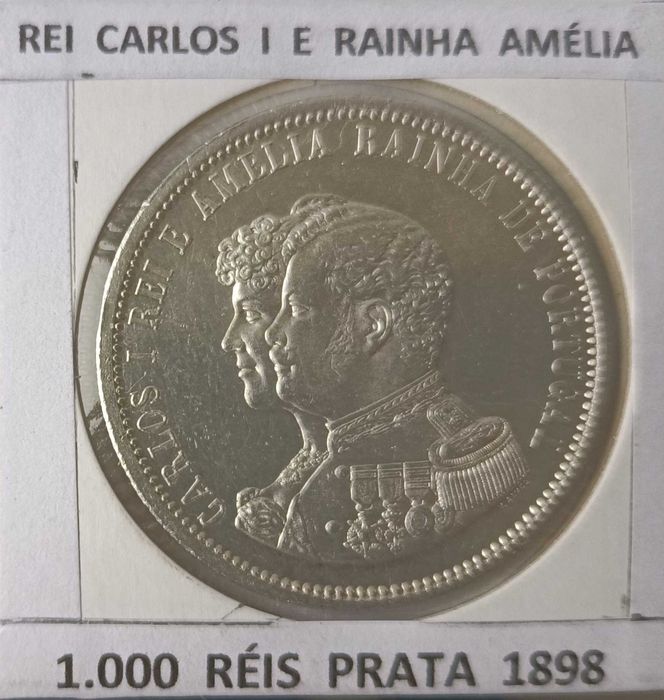 REI CARLOS I E RAINHA AMÉLIA
CARLOS I REI E AMELIA RAINHA DE PORTUGAL
1.000 RÉIS PRATA 1898